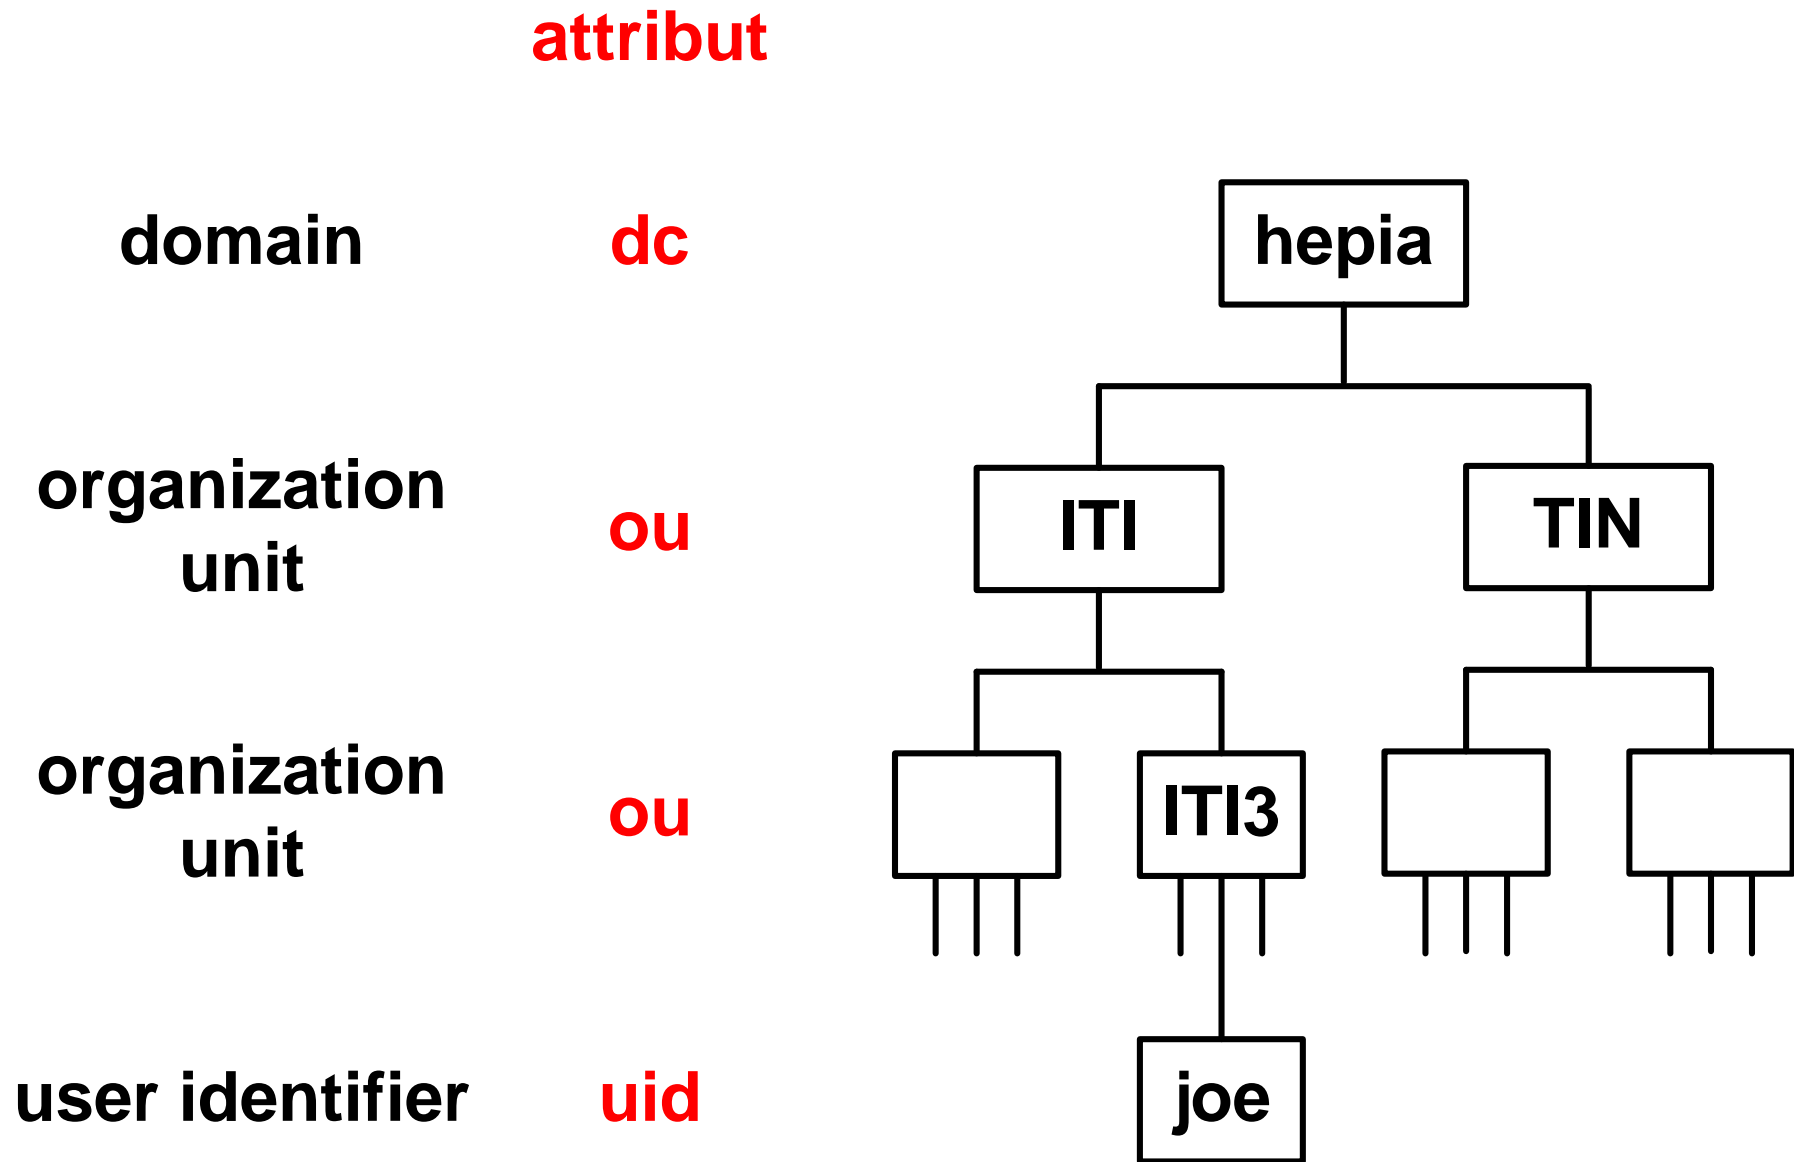 attribut
domain dc hepia
organization
unit
ou ITI TIN
organization
unit
ou ITI3
user identifier uid joe